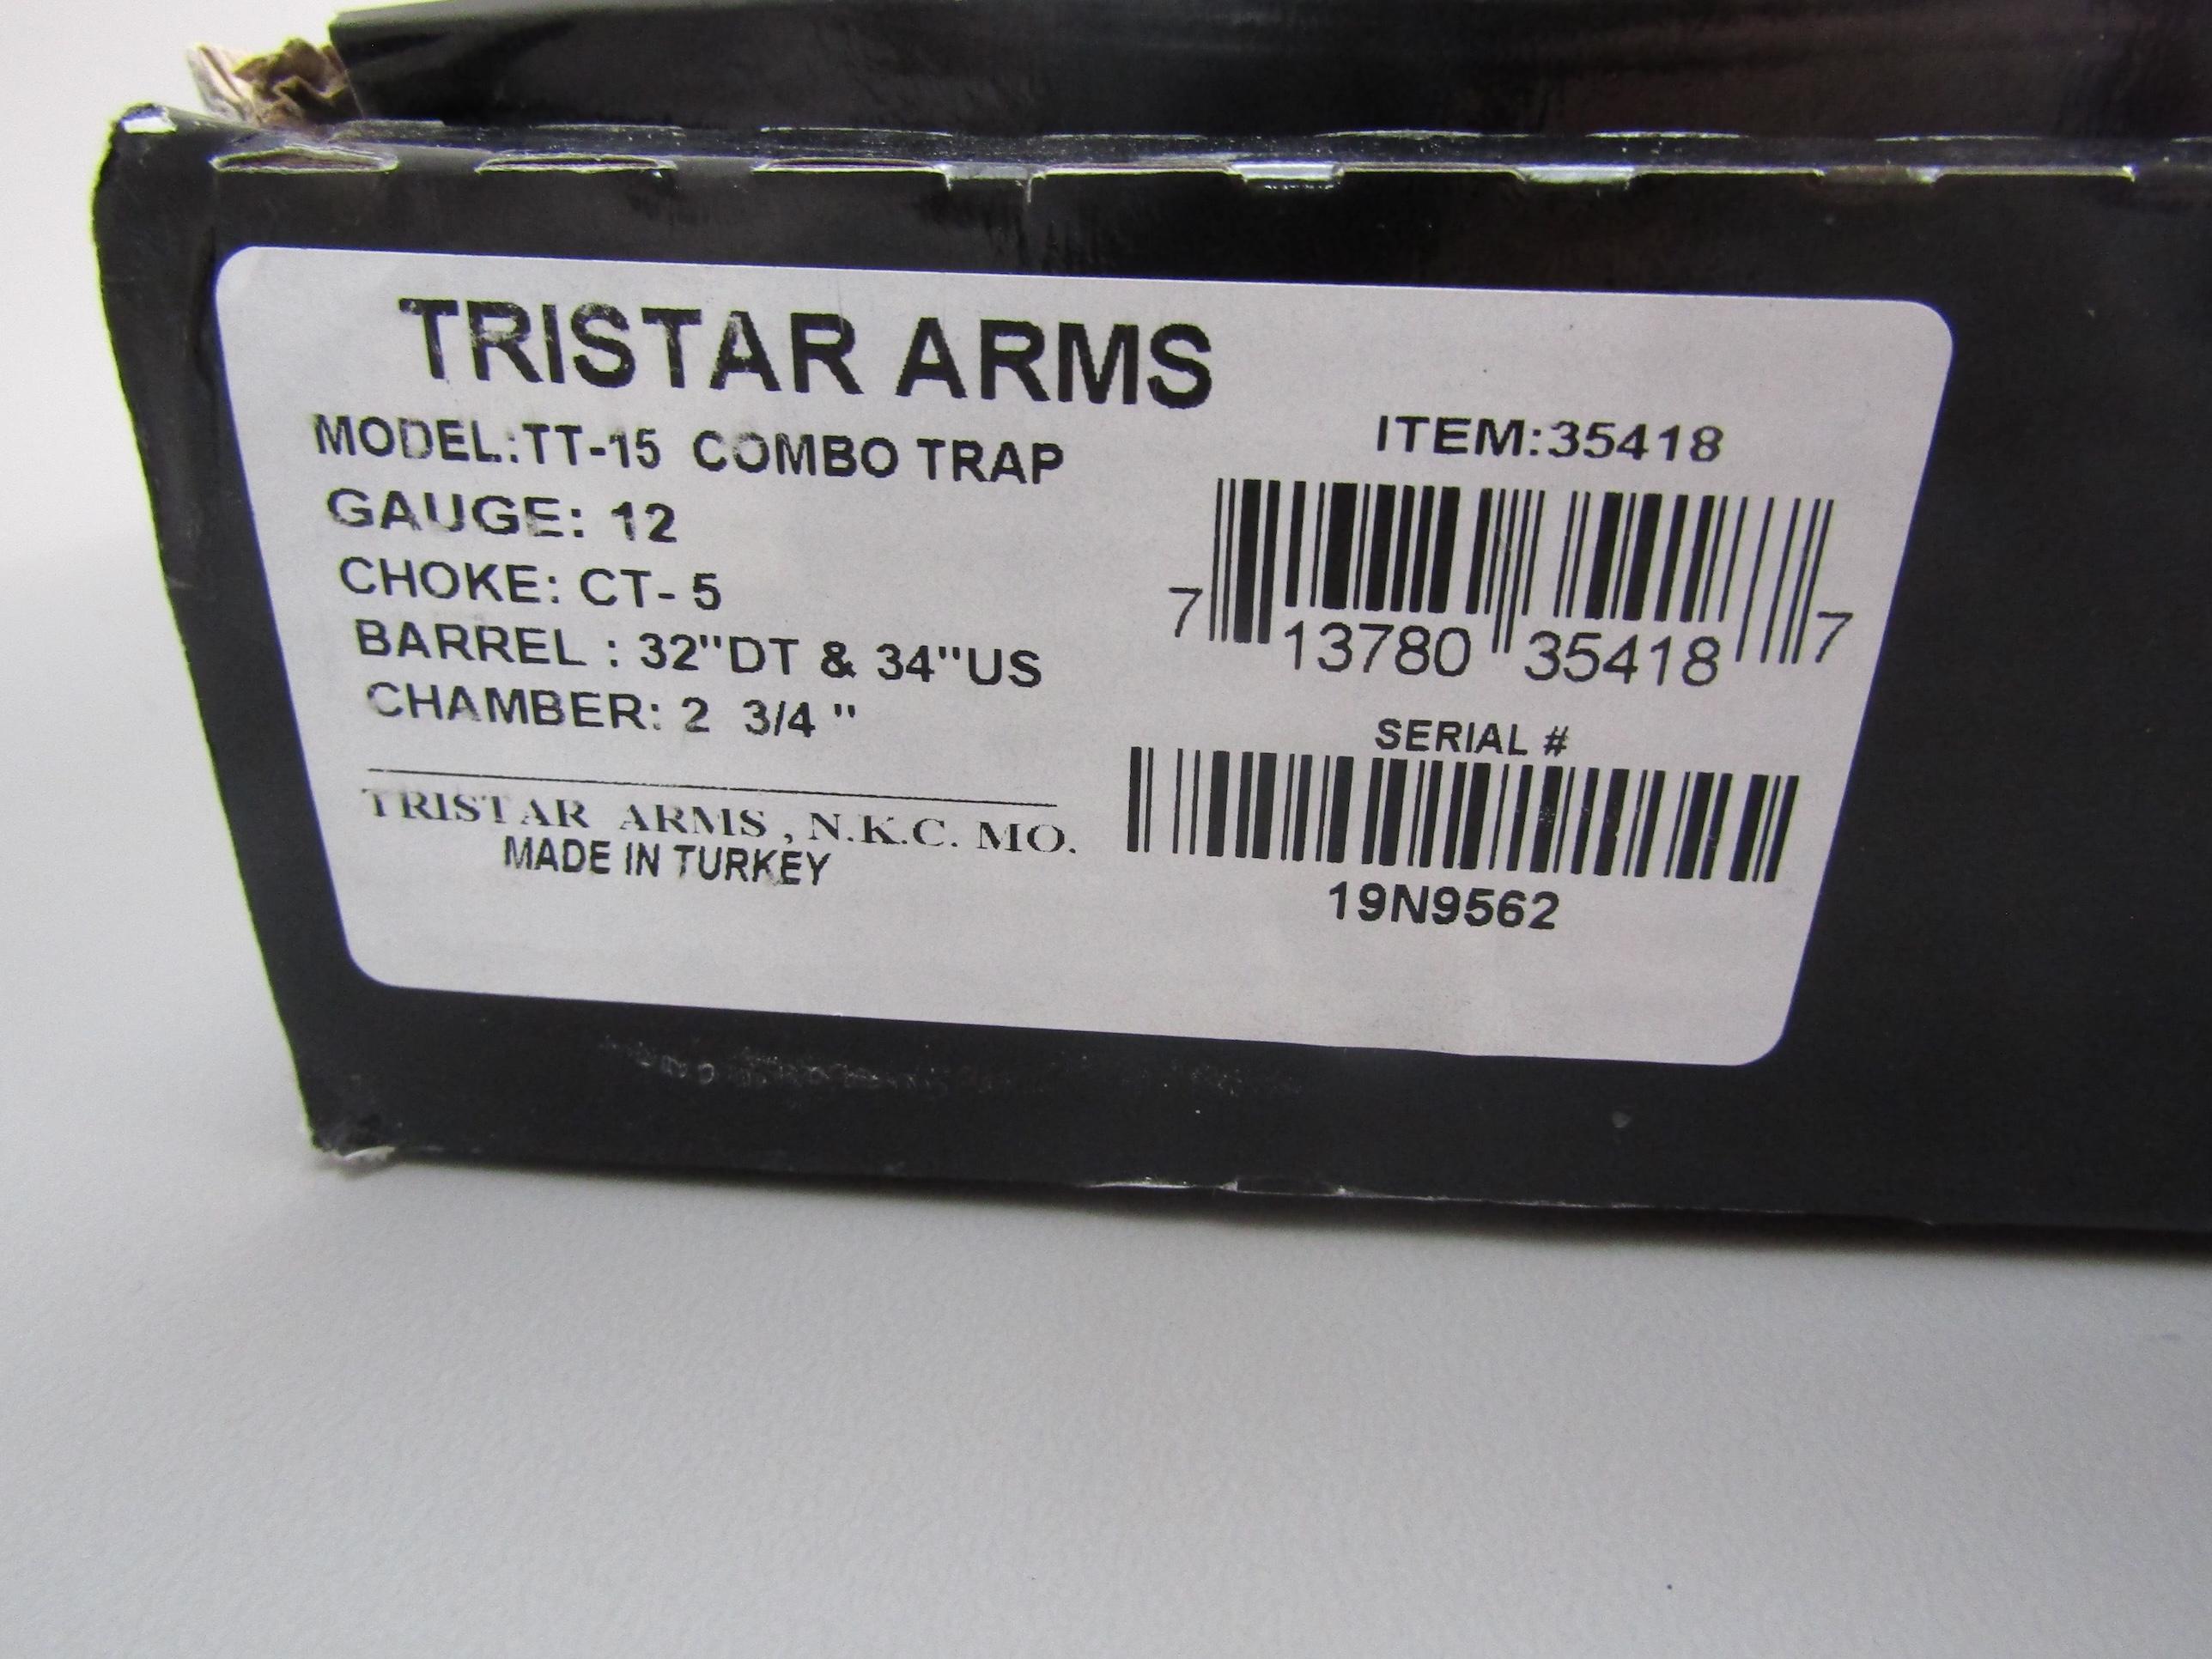 TRISTAR ARMS
MODEL:TT-15 COMBO TRAP
GAUGE: 12
CHOKE: CT- 5
BARREL : 32"DT & 34"US
CHAMBER: 2 3/4 "
TRISTAR ARMS , N.K.C. MO.
MADE IN TURKEY
ITEM:35418
7 13780 35418 7
SERIAL #
19N9562